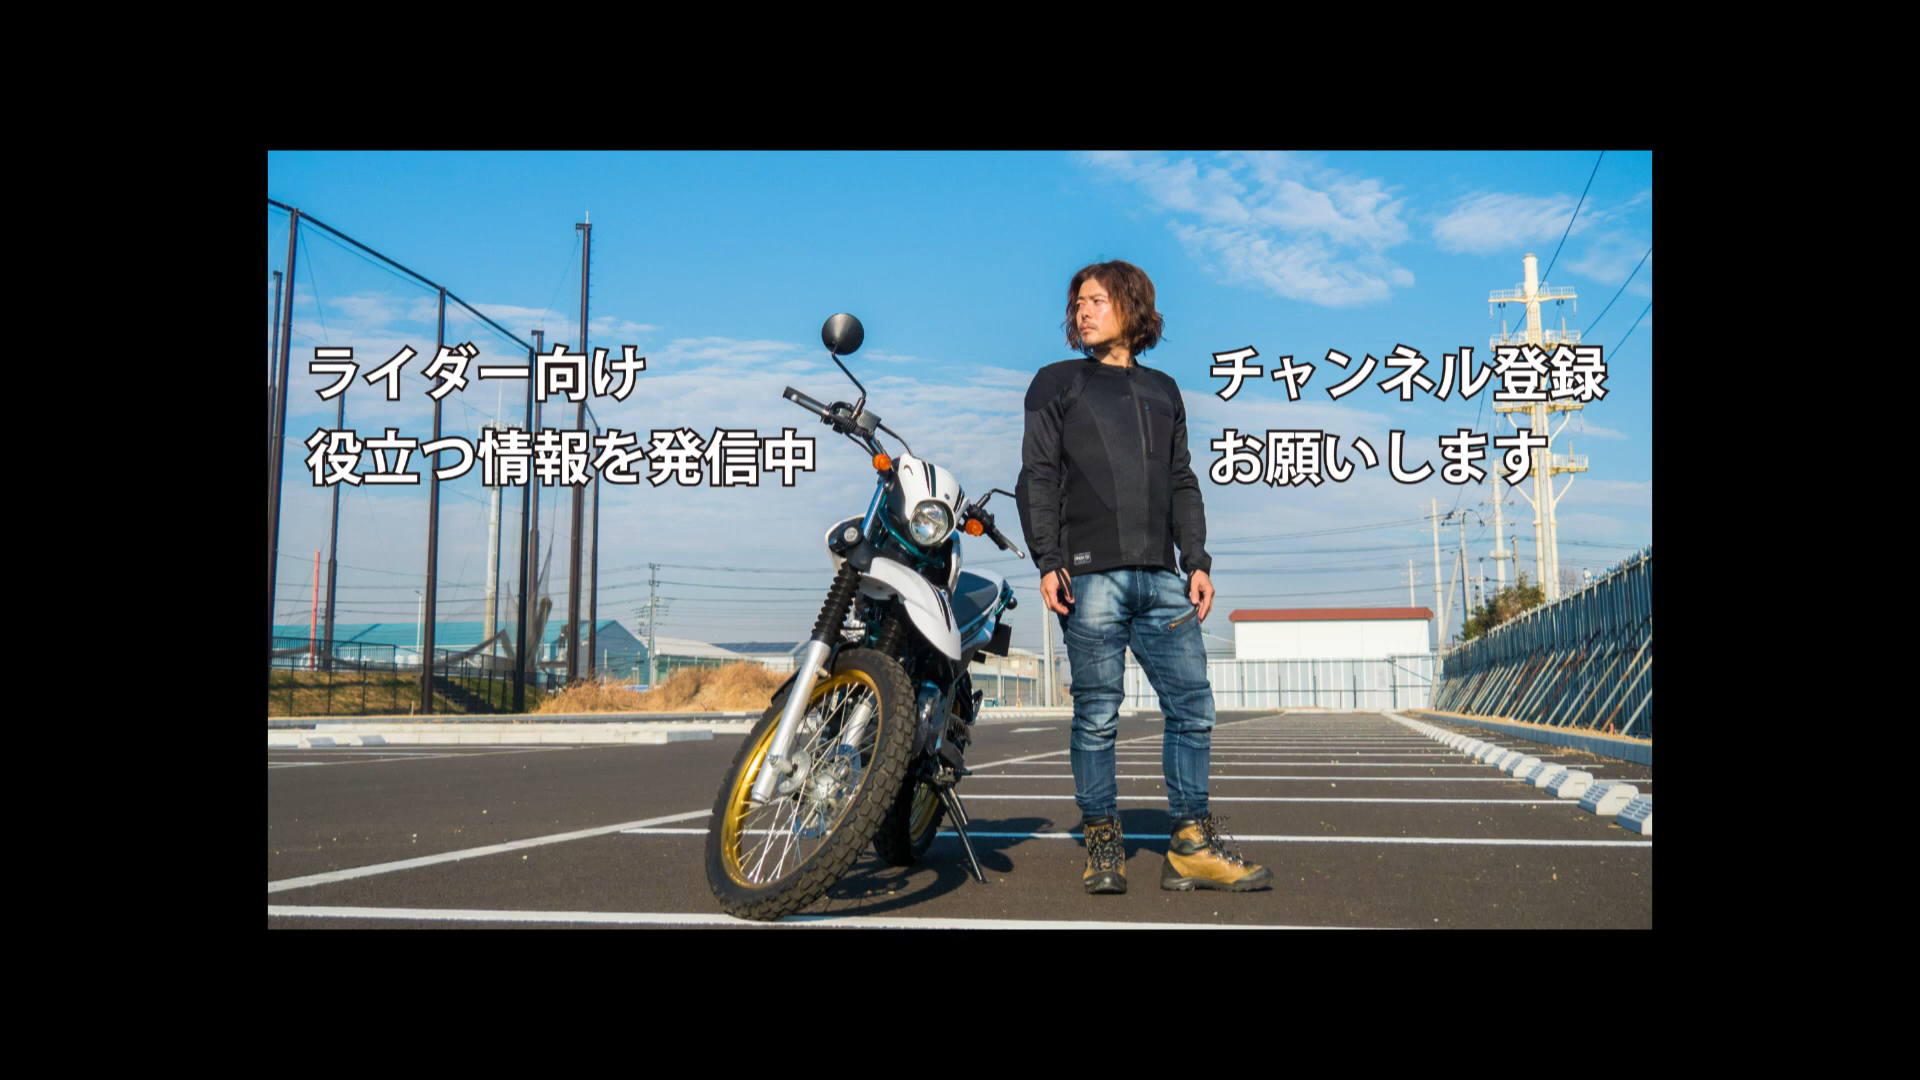 ライダー向け
役立つ情報を発信中
チャンネル登録
お願いします